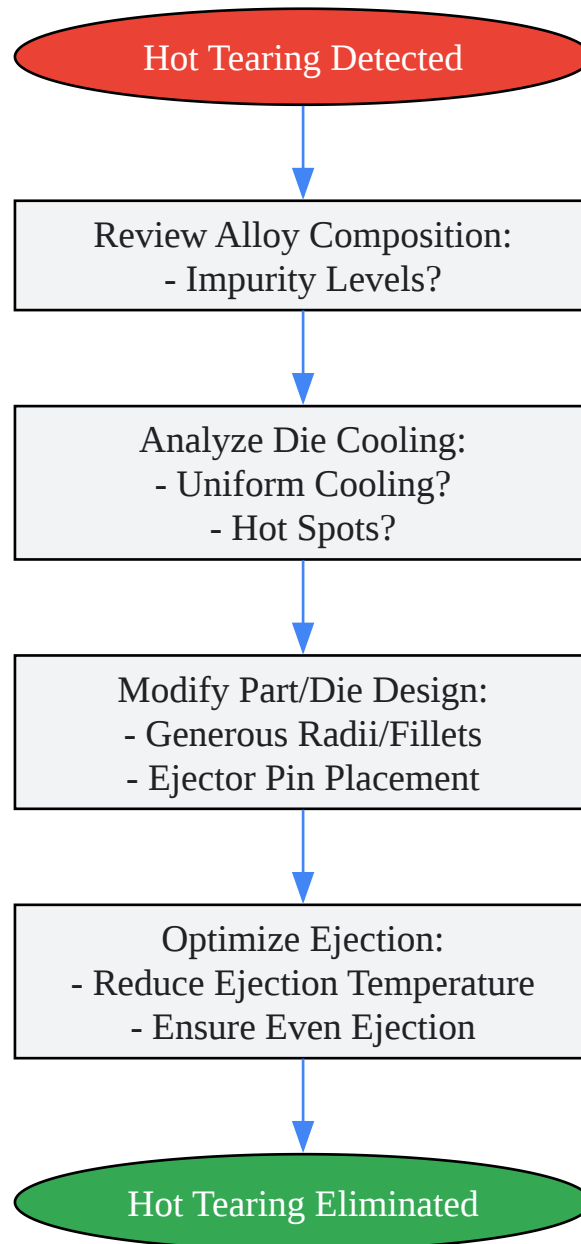 Hot Tearing Detected
Review Alloy Composition:
- Impurity Levels?
Analyze Die Cooling:
- Uniform Cooling?
- Hot Spots?
Modify Part/Die Design:
- Generous Radii/Fillets
- Ejector Pin Placement
Optimize Ejection:
- Reduce Ejection Temperature
- Ensure Even Ejection
Hot Tearing Eliminated